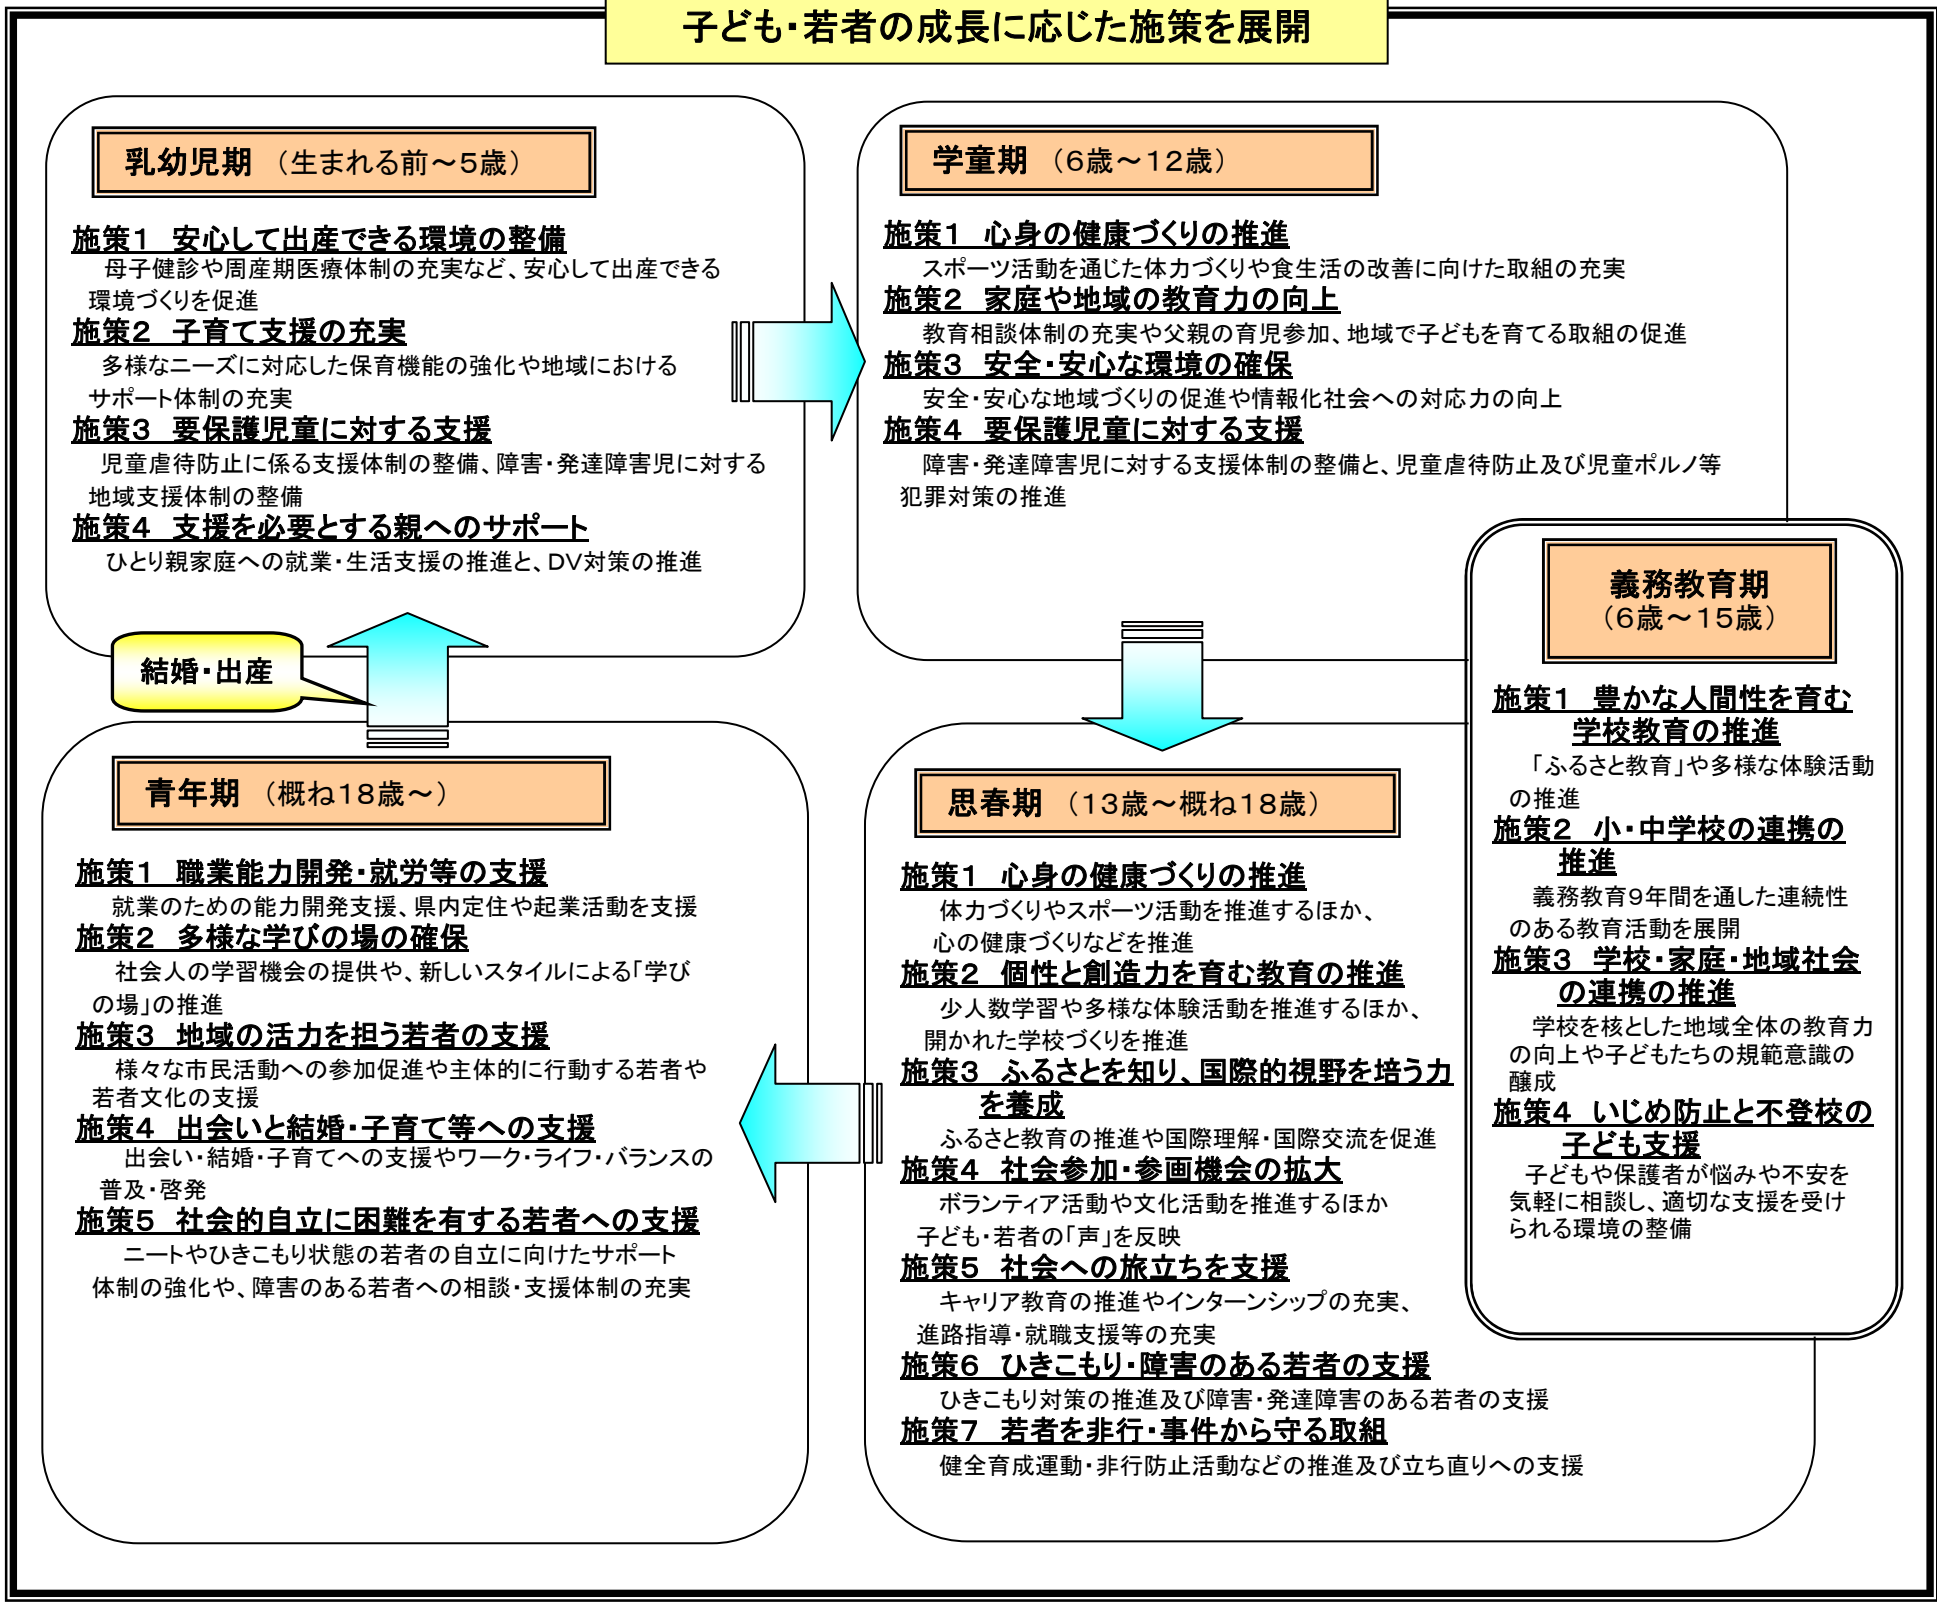 子ども・若者の成長に応じた施策を展開
乳幼児期 （生まれる前～5歳）
施策1 安心して出産できる環境の整備
母子健診や周産期医療体制の充実など、安心して出産できる
環境づくりを促進
施策2 子育て支援の充実
多様なニーズに対応した保育機能の強化や地域における
サポート体制の充実
施策3 要保護児童に対する支援
児童虐待防止に係る支援体制の整備、障害・発達障害児に対する
地域支援体制の整備
施策4 支援を必要とする親へのサポート
ひとり親家庭への就業・生活支援の推進と、DV対策の推進
学童期 （6歳～12歳）
施策1 心身の健康づくりの推進
スポーツ活動を通じた体力づくりや食生活の改善に向けた取組の充実
施策2 家庭や地域の教育力の向上
教育相談体制の充実や父親の育児参加、地域で子どもを育てる取組の促進
施策3 安全・安心な環境の確保
安全・安心な地域づくりの促進や情報化社会への対応力の向上
施策4 要保護児童に対する支援
障害・発達障害児に対する支援体制の整備と、児童虐待防止及び児童ポルノ等
犯罪対策の推進
義務教育期
（6歳～15歳）
施策1 豊かな人間性を育む
学校教育の推進
「ふるさと教育」や多様な体験活動
の推進
施策2 小・中学校の連携の
推進
義務教育9年間を通した連続性
のある教育活動を展開
施策3 学校・家庭・地域社会
の連携の推進
学校を核とした地域全体の教育力
の向上や子どもたちの規範意識の
醸成
施策4 いじめ防止と不登校の
子ども支援
子どもや保護者が悩みや不安を
気軽に相談し、適切な支援を受け
られる環境の整備
思春期 （13歳～概ね18歳）
施策1 心身の健康づくりの推進
体力づくりやスポーツ活動を推進するほか、
心の健康づくりなどを推進
施策2 個性と創造力を育む教育の推進
少人数学習や多様な体験活動を推進するほか、
開かれた学校づくりを推進
施策3 ふるさとを知り、国際的視野を培う力
を養成
ふるさと教育の推進や国際理解・国際交流を促進
施策4 社会参加・参画機会の拡大
ボランティア活動や文化活動を推進するほか
子ども・若者の「声」を反映
施策5 社会への旅立ちを支援
キャリア教育の推進やインターンシップの充実、
進路指導・就職支援等の充実
施策6 ひきこもり・障害のある若者の支援
ひきこもり対策の推進及び障害・発達障害のある若者の支援
施策7 若者を非行・事件から守る取組
健全育成運動・非行防止活動などの推進及び立ち直りへの支援
結婚・出産
青年期 （概ね18歳～）
施策1 職業能力開発・就労等の支援
就業のための能力開発支援、県内定住や起業活動を支援
施策2 多様な学びの場の確保
社会人の学習機会の提供や、新しいスタイルによる「学び
の場」の推進
施策3 地域の活力を担う若者の支援
様々な市民活動への参加促進や主体的に行動する若者や
若者文化の支援
施策4 出会いと結婚・子育て等への支援
出会い・結婚・子育てへの支援やワーク・ライフ・バランスの
普及・啓発
施策5 社会的自立に困難を有する若者への支援
ニートやひきこもり状態の若者の自立に向けたサポート
体制の強化や、障害のある若者への相談・支援体制の充実